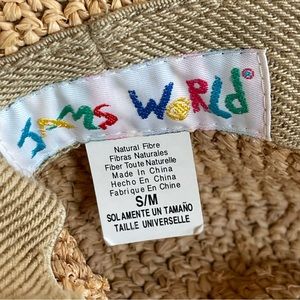 JAMS WORLD®
Natural Fibre
Fibras Naturales
Fiber Toute Naturelle
Made In China
Hecho En China
Fabrique En Chine
S/M
SOLAMENTE UN TAMAÑO
TAILLE UNIVERSELLE